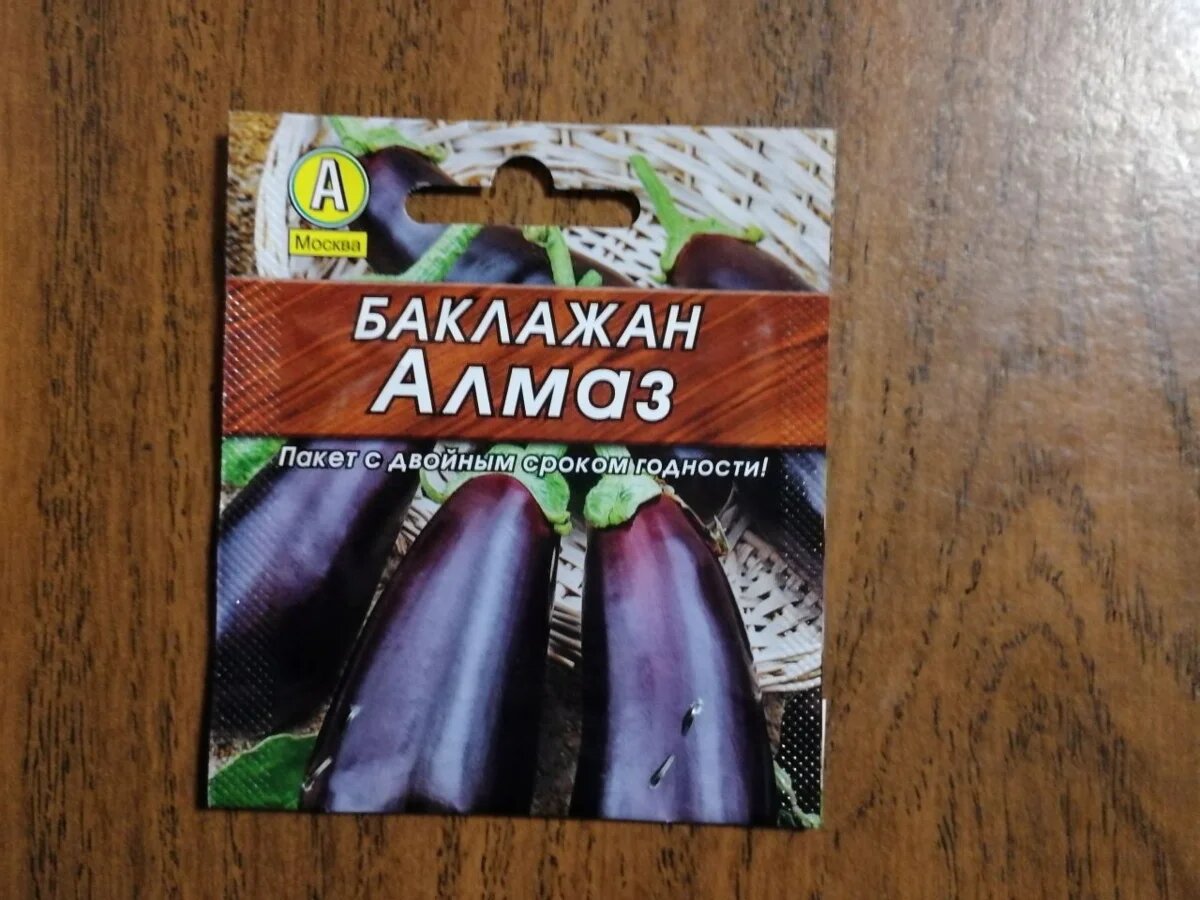 А
Москва
БАКЛАЖАН
Алмаз
Пакет с двойным сроком годности!